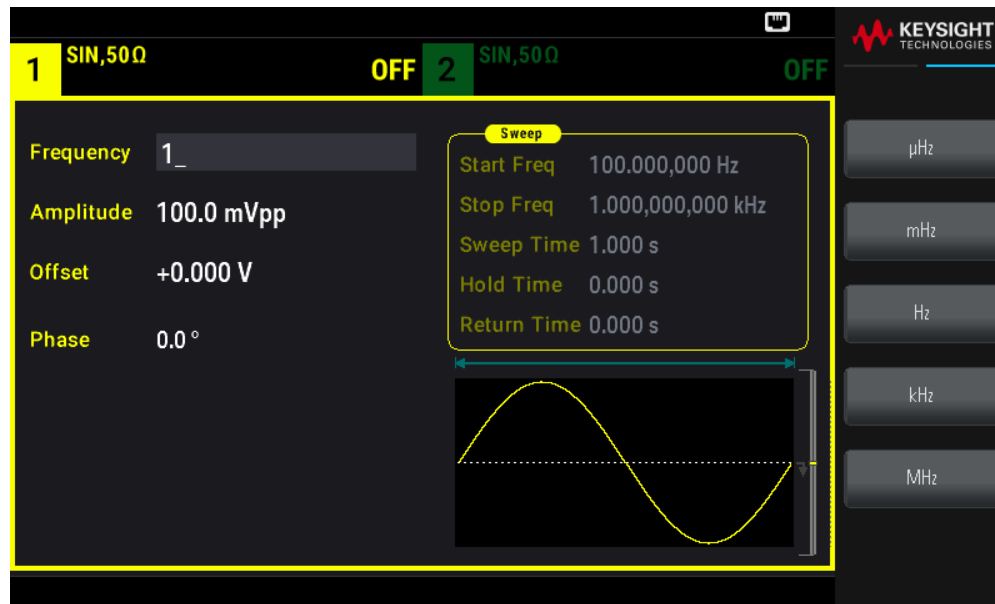 KEYSIGHT
TECHNOLOGIES
1 SIN,50Ω OFF 2 SIN,50Ω OFF
Frequency 1_
Amplitude 100.0 mVpp
Offset +0.000 V
Phase 0.0 °
Sweep
Start Freq 100.000,000 Hz
Stop Freq 1.000,000,000 kHz
Sweep Time 1.000 s
Hold Time 0.000 s
Return Time 0.000 s
µHz
mHz
Hz
kHz
MHz